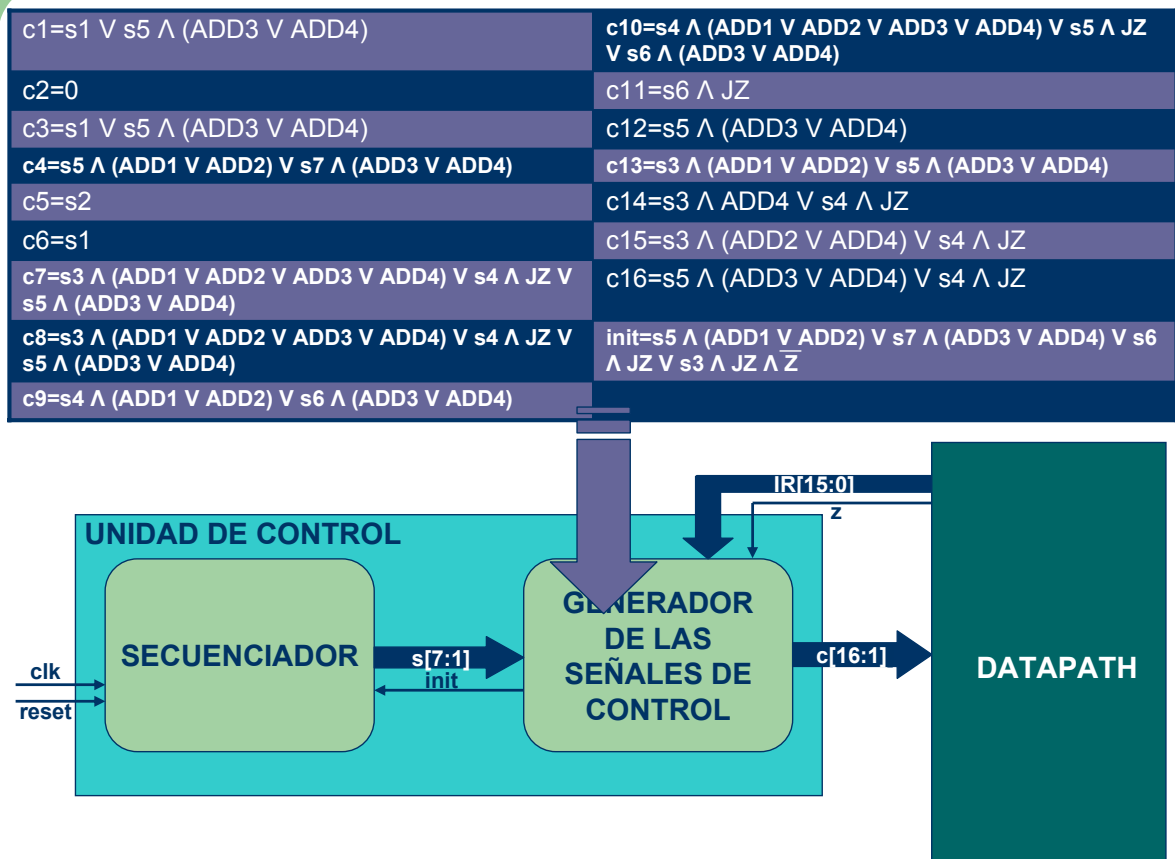 c1=s1 V s5 Λ (ADD3 V ADD4)
c10=s4 Λ (ADD1 V ADD2 V ADD3 V ADD4) V s5 Λ JZ
V s6 Λ (ADD3 V ADD4)
c2=0
c11=s6 Λ JZ
c3=s1 V s5 Λ (ADD3 V ADD4)
c12=s5 Λ (ADD3 V ADD4)
c4=s5 Λ (ADD1 V ADD2) V s7 Λ (ADD3 V ADD4)
c13=s3 Λ (ADD1 V ADD2) V s5 Λ (ADD3 V ADD4)
c5=s2
c14=s3 Λ ADD4 V s4 Λ JZ
c6=s1
c15=s3 Λ (ADD2 V ADD4) V s4 Λ JZ
c7=s3 Λ (ADD1 V ADD2 V ADD3 V ADD4) V s4 Λ JZ V
s5 Λ (ADD3 V ADD4)
c16=s5 Λ (ADD3 V ADD4) V s4 Λ JZ
c8=s3 Λ (ADD1 V ADD2 V ADD3 V ADD4) V s4 Λ JZ V
s5 Λ (ADD3 V ADD4)
init=s5 Λ (ADD1 V ADD2) V s7 Λ (ADD3 V ADD4) V s6
Λ JZ V s3 Λ JZ Λ Z̅
c9=s4 Λ (ADD1 V ADD2) V s6 Λ (ADD3 V ADD4)
IR[15:0]
z
UNIDAD DE CONTROL
SECUENCIADOR
s[7:1]
init
GENERADOR
DE LAS
SEÑALES DE
CONTROL
c[16:1]
DATAPATH
clk
reset